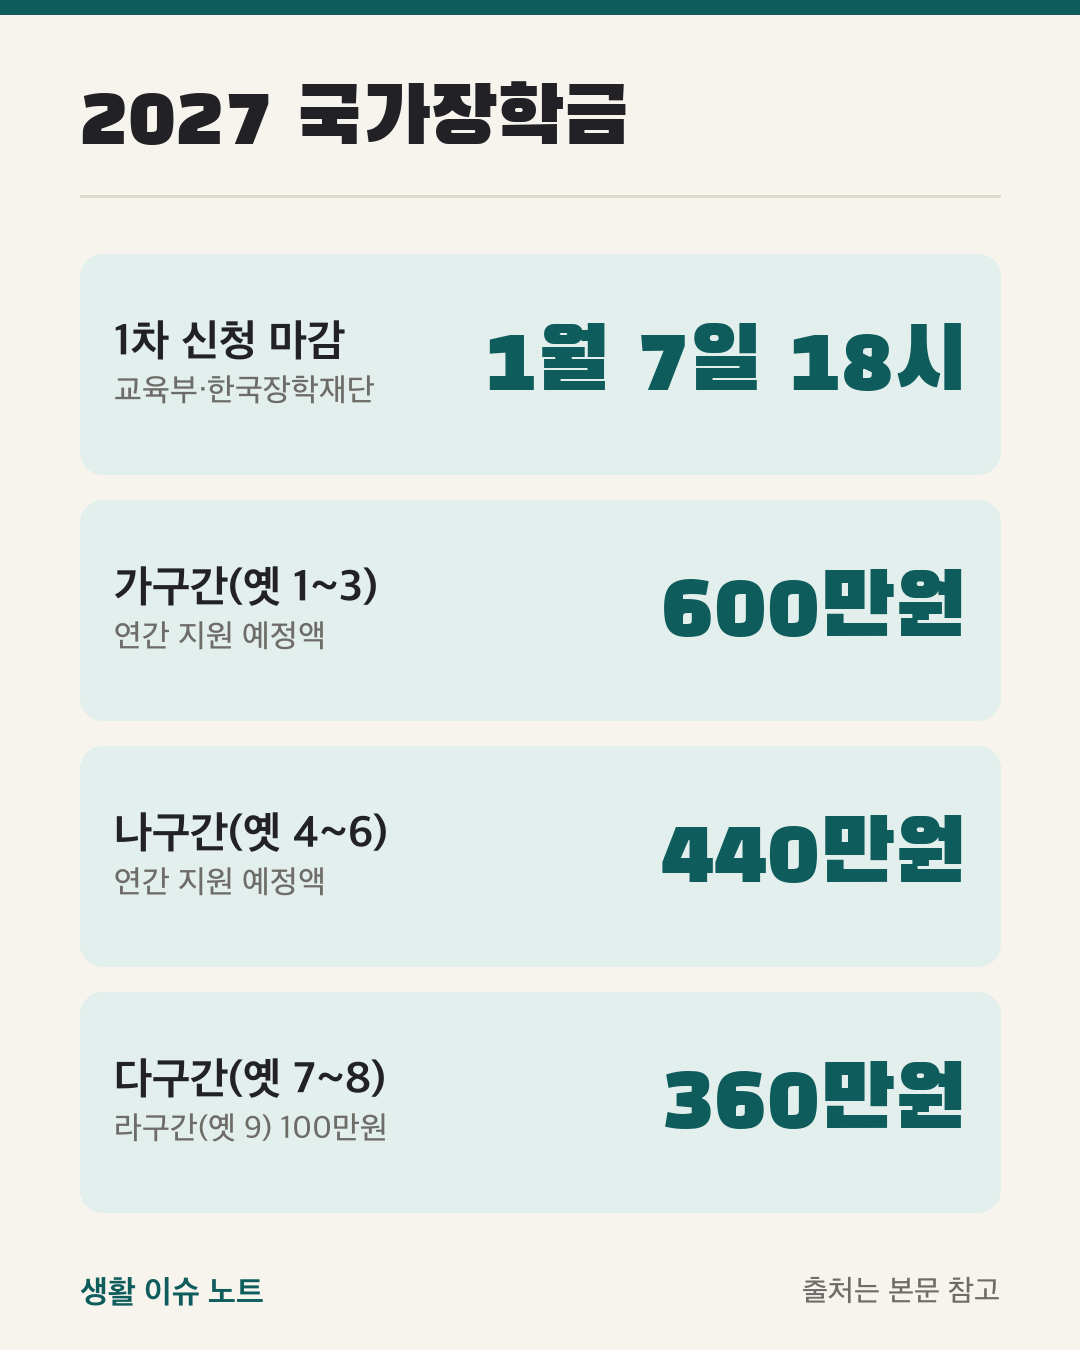 2027 국가장학금
1차 신청 마감
교육부·한국장학재단
1월 7일 18시
가구간(옛 1~3)
연간 지원 예정액
600만원
나구간(옛 4~6)
연간 지원 예정액
440만원
다구간(옛 7~8)
라구간(옛 9) 100만원
360만원
생활 이슈 노트
출처는 본문 참고